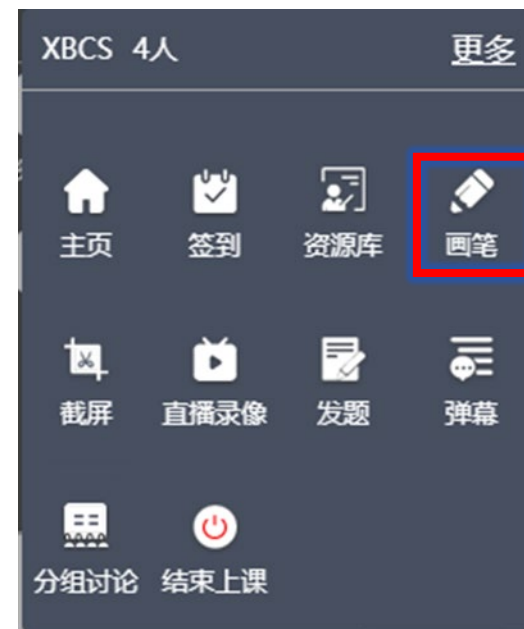 XBCS 4人 更多
主页 签到 资源库 画笔
截屏 直播录像 发题 弹幕
分组讨论 结束上课